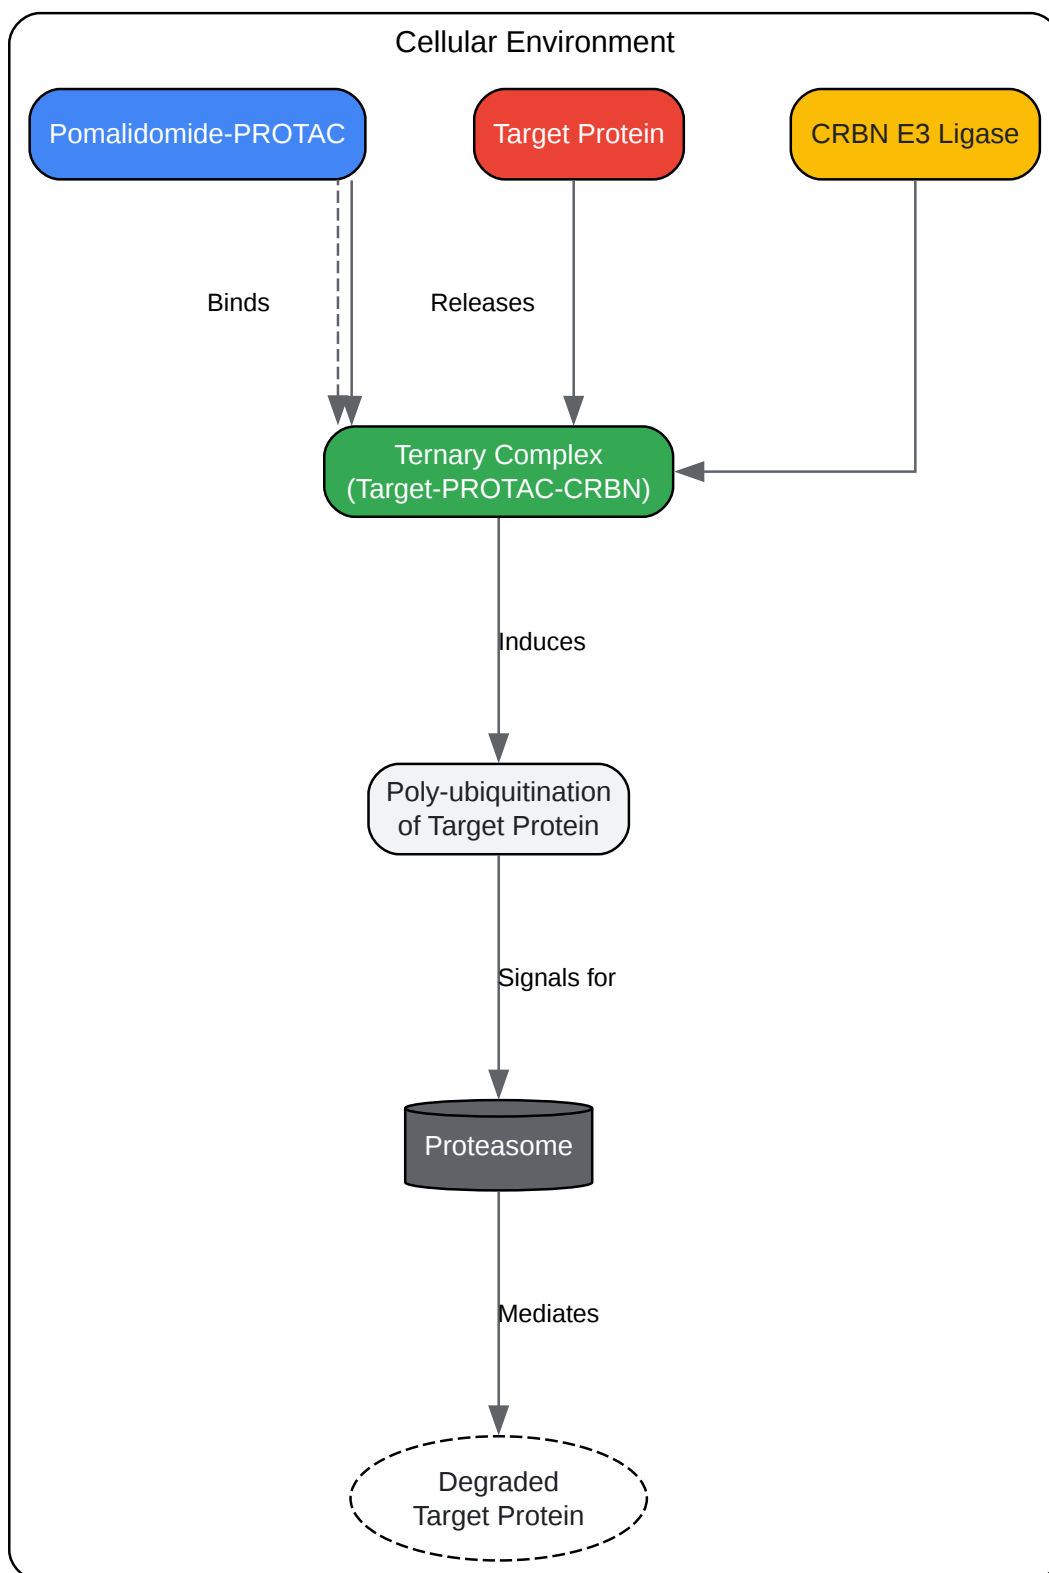 Cellular Environment
Pomalidomide-PROTAC
Target Protein
CRBN E3 Ligase
Binds
Releases
Ternary Complex
(Target-PROTAC-CRBN)
Induces
Poly-ubiquitination
of Target Protein
Signals for
Proteasome
Mediates
Degraded
Target Protein